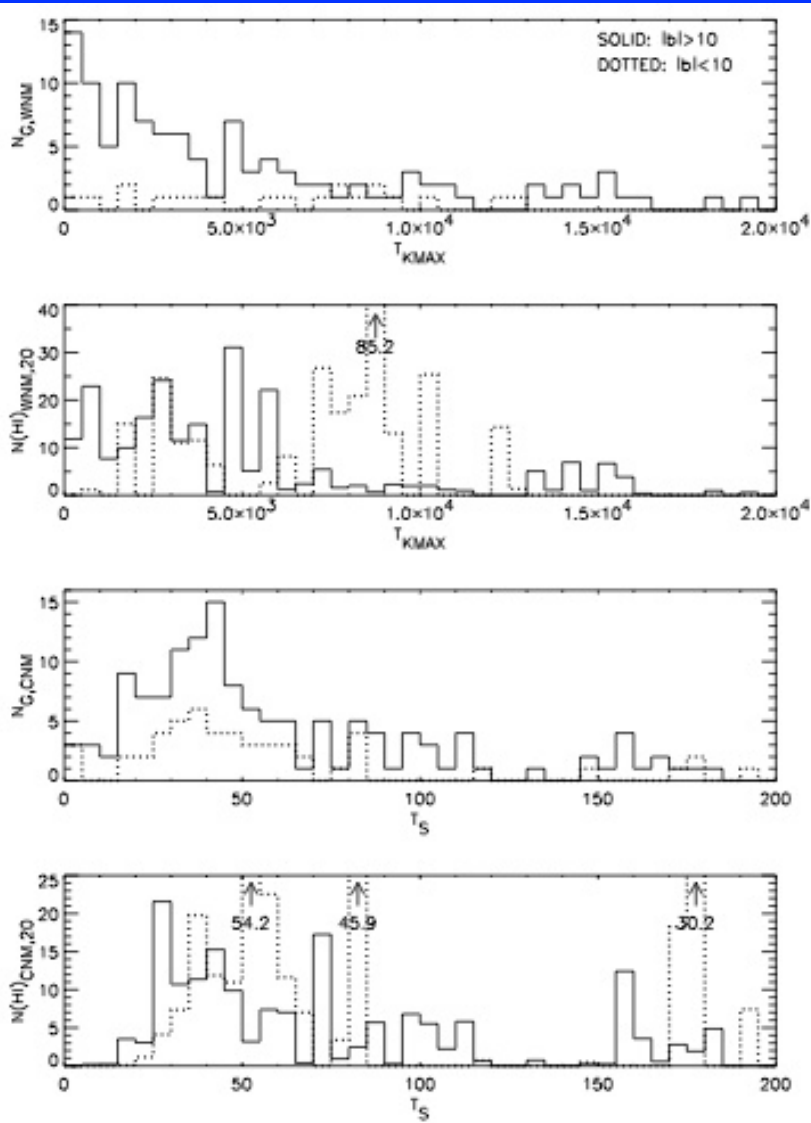 SOLID: |b|>10
DOTTED: |b|<10
N_G,WNM
15
10
5
0
0 5.0×10³ 1.0×10⁴ 1.5×10⁴ 2.0×10⁴
T_KMAX
N(HI)_WNM,20
40
30
20
10
0
85.2
0 5.0×10³ 1.0×10⁴ 1.5×10⁴ 2.0×10⁴
T_KMAX
N_G,CNM
15
10
5
0
0 50 100 150 200
T_S
N(HI)_CNM,20
25
20
15
10
5
0
54.2 45.9 30.2
0 50 100 150 200
T_S